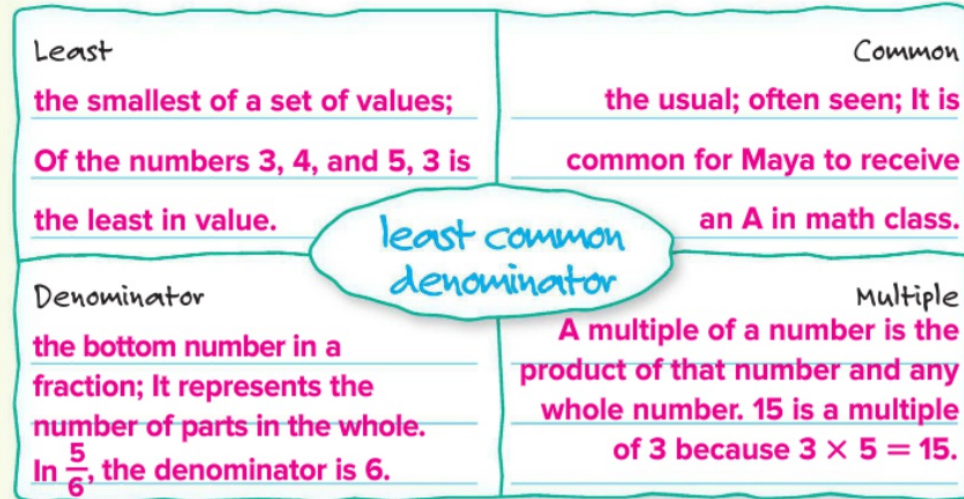 Least
the smallest of a set of values;
Of the numbers 3, 4, and 5, 3 is
the least in value.
Common
the usual; often seen; It is
common for Maya to receive
an A in math class.
least common
denominator
Denominator
the bottom number in a
fraction; It represents the
number of parts in the whole.
In 5/6, the denominator is 6.
Multiple
A multiple of a number is the
product of that number and any
whole number. 15 is a multiple
of 3 because 3 × 5 = 15.